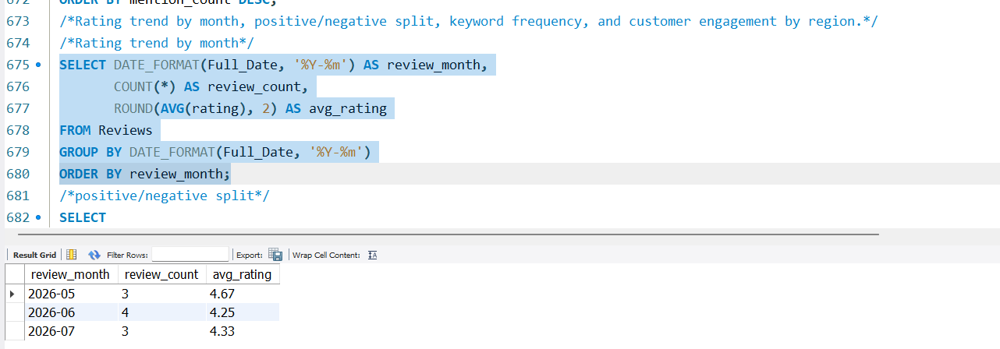 672 ORDER BY mention_count DESC;
673 /*Rating trend by month, positive/negative split, keyword frequency, and customer engagement by region.*/
674 /*Rating trend by month*/
675 SELECT DATE_FORMAT(Full_Date, '%Y-%m') AS review_month,
676 COUNT(*) AS review_count,
677 ROUND(AVG(rating), 2) AS avg_rating
678 FROM Reviews
679 GROUP BY DATE_FORMAT(Full_Date, '%Y-%m')
680 ORDER BY review_month;
681 /*positive/negative split*/
682 SELECT
Result Grid Filter Rows: Export: Wrap Cell Content:
review_month review_count avg_rating
2026-05 3 4.67
2026-06 4 4.25
2026-07 3 4.33